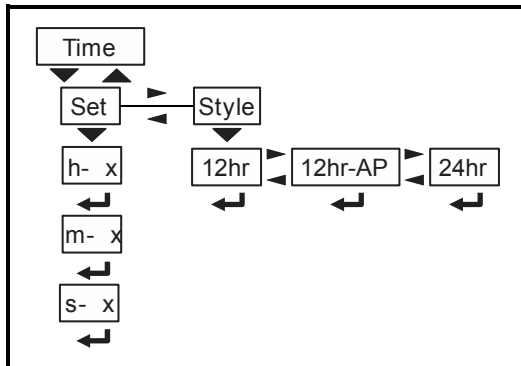 Time
Set Style
h- x 12hr 12hr-AP 24hr
m- x
s- x